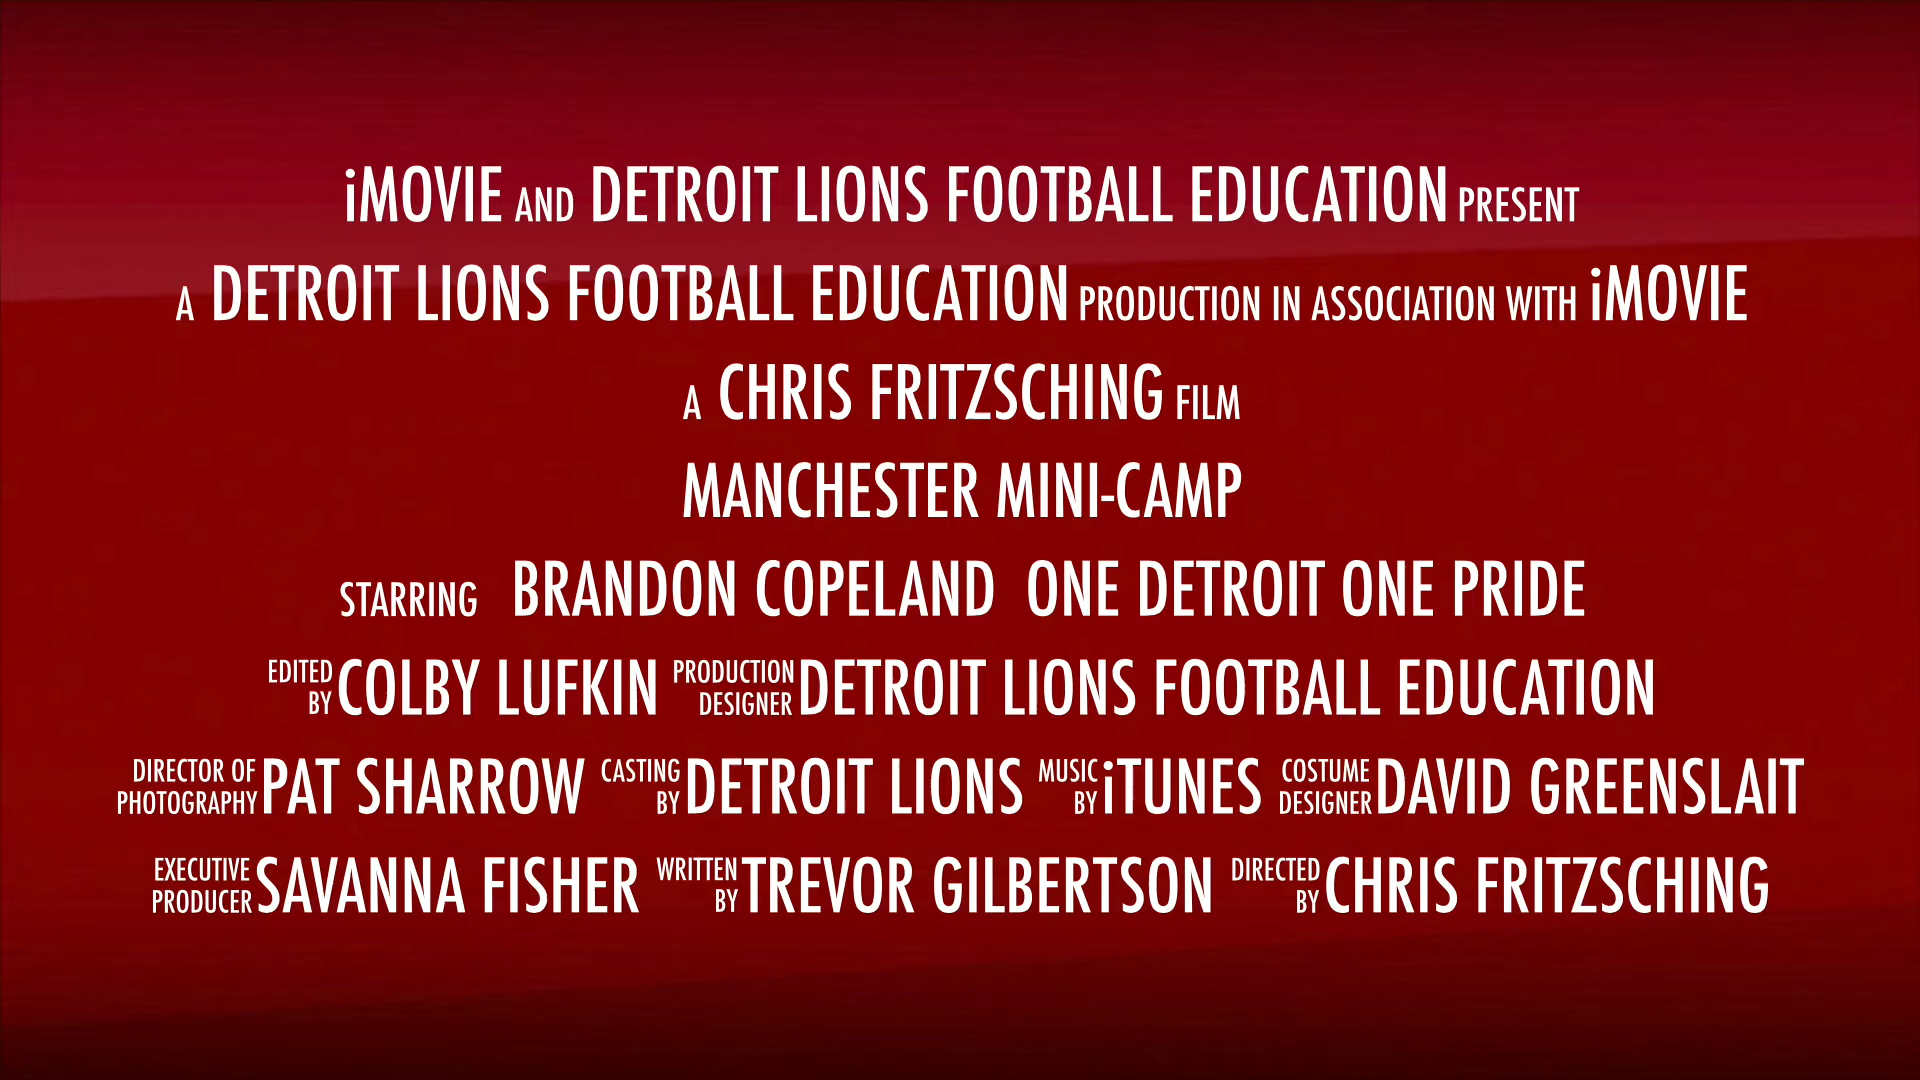 iMOVIE AND DETROIT LIONS FOOTBALL EDUCATION PRESENT
A DETROIT LIONS FOOTBALL EDUCATION PRODUCTION IN ASSOCIATION WITH iMOVIE
A CHRIS FRITZSCHING FILM
MANCHESTER MINI-CAMP
STARRING BRANDON COPELAND ONE DETROIT ONE PRIDE
EDITED BY COLBY LUFKIN PRODUCTION DESIGNER DETROIT LIONS FOOTBALL EDUCATION
DIRECTOR OF PHOTOGRAPHY PAT SHARROW CASTING BY DETROIT LIONS MUSIC BY iTUNES COSTUME DESIGNER DAVID GREENSLAIT
EXECUTIVE PRODUCER SAVANNA FISHER WRITTEN BY TREVOR GILBERTSON DIRECTED BY CHRIS FRITZSCHING